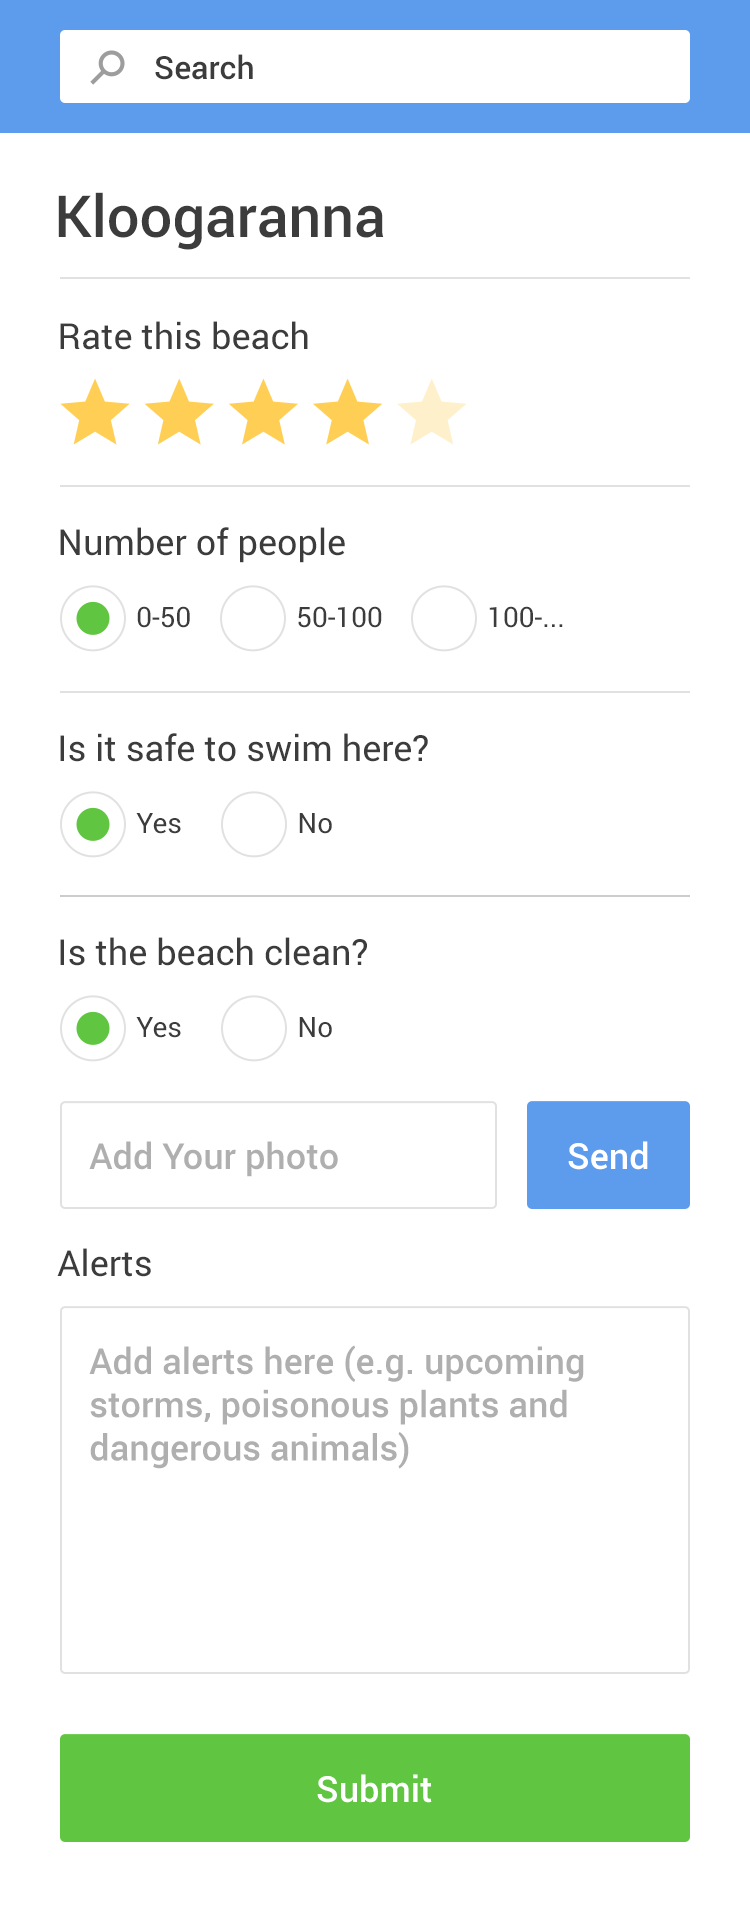 Search
Kloogaranna
Rate this beach
Number of people
0-50 50-100 100-...
Is it safe to swim here?
Yes No
Is the beach clean?
Yes No
Add Your photo Send
Alerts
Add alerts here (e.g. upcoming
storms, poisonous plants and
dangerous animals)
Submit